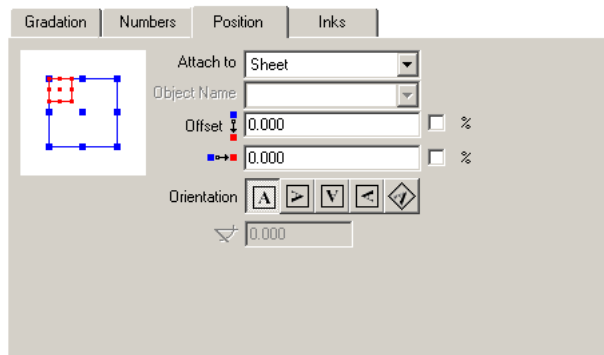 Gradation Numbers Position Inks
Attach to Sheet
Object Name
Offset 0.000 %
0.000 %
Orientation A A A A A
0.000